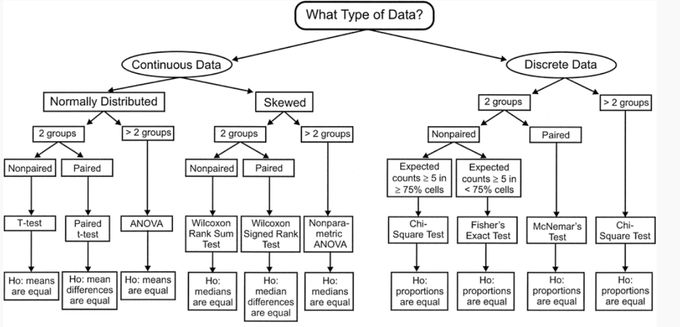 What Type of Data?
Continuous Data
Discrete Data
Normally Distributed
Skewed
2 groups
> 2 groups
2 groups
> 2 groups
2 groups
> 2 groups
Nonpaired
Paired
Nonpaired
Paired
Nonpaired
Paired
Expected
counts ≥ 5 in
≥ 75% cells
Expected
counts ≥ 5 in
< 75% cells
T-test
Paired
t-test
ANOVA
Wilcoxon
Rank Sum
Test
Wilcoxon
Signed Rank
Test
Nonpara-
metric
ANOVA
Chi-
Square Test
Fisher's
Exact Test
McNemar's
Test
Chi-
Square Test
Ho: means
are equal
Ho: mean
differences
are equal
Ho: means
are equal
Ho:
medians
are equal
Ho:
median
differences
are equal
Ho:
medians
are equal
Ho:
proportions
are equal
Ho:
proportions
are equal
Ho:
proportions
are equal
Ho:
proportions
are equal